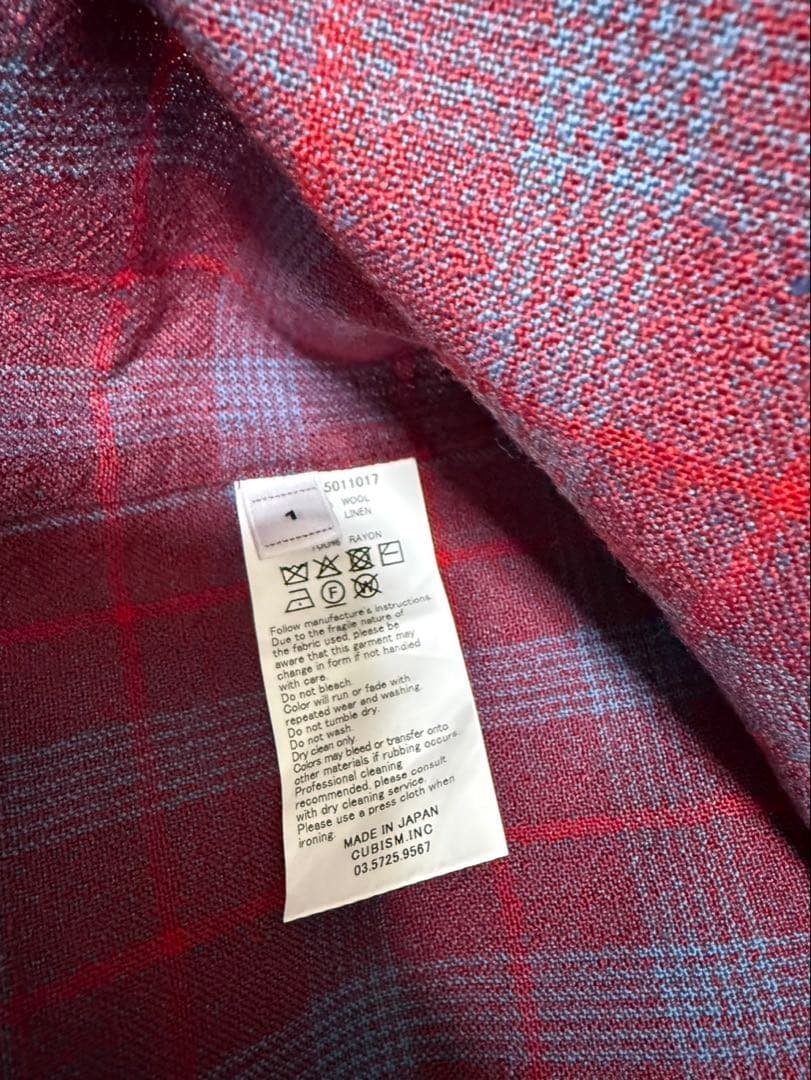 5011017
1
WOOL
LINEN
100% RAYON
F
W
Follow manufacture's instructions.
Due to the fragile nature of
the fabric used, please be
aware that this garment may
change in form if not handled
with care.
Do not bleach.
Color will run or fade with
repeated wear and washing.
Do not tumble dry.
Do not wash.
Dry clean only.
Colors may bleed or transfer onto
other materials if rubbing occurs.
Professional cleaning
recommended, please consult
with dry cleaning service.
Please use a press cloth when
ironing.
MADE IN JAPAN
CUBISM.INC
03.5725.9567